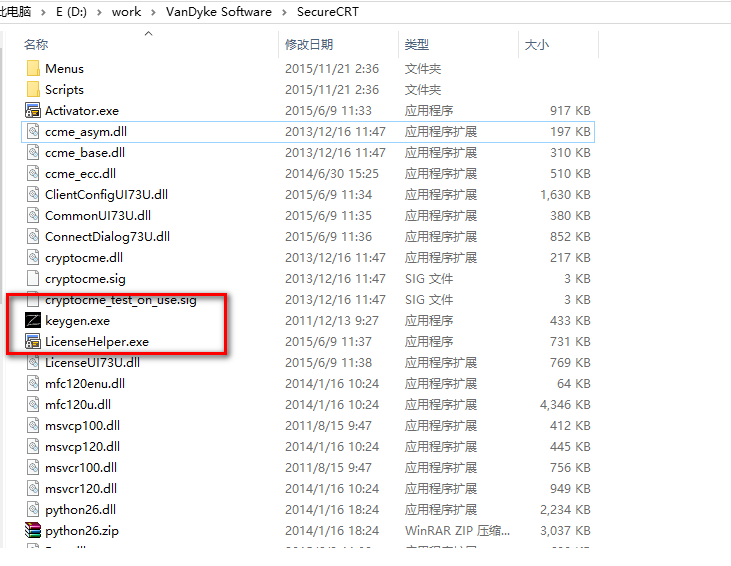 此电脑 > E (D:) > work > VanDyke Software > SecureCRT
名称 修改日期 类型 大小
Menus 2015/11/21 2:36 文件夹
Scripts 2015/11/21 2:36 文件夹
Activator.exe 2015/6/9 11:33 应用程序 917 KB
ccme_asym.dll 2013/12/16 11:47 应用程序扩展 197 KB
ccme_base.dll 2013/12/16 11:47 应用程序扩展 310 KB
ccme_ecc.dll 2014/6/30 15:25 应用程序扩展 510 KB
ClientConfigUI73U.dll 2015/6/9 11:34 应用程序扩展 1,630 KB
CommonUI73U.dll 2015/6/9 11:35 应用程序扩展 380 KB
ConnectDialog73U.dll 2015/6/9 11:36 应用程序扩展 852 KB
cryptocme.dll 2013/12/16 11:47 应用程序扩展 217 KB
cryptocme.sig 2013/12/16 11:47 SIG 文件 3 KB
cryptocme_test_on_use.sig 2013/12/16 11:47 SIG 文件 3 KB
keygen.exe 2011/12/13 9:27 应用程序 433 KB
LicenseHelper.exe 2015/6/9 11:37 应用程序 731 KB
LicenseUI73U.dll 2015/6/9 11:38 应用程序扩展 769 KB
mfc120enu.dll 2014/1/16 10:24 应用程序扩展 64 KB
mfc120u.dll 2014/1/16 10:24 应用程序扩展 4,346 KB
msvcp100.dll 2011/8/15 9:47 应用程序扩展 412 KB
msvcp120.dll 2014/1/16 10:24 应用程序扩展 445 KB
msvcr100.dll 2011/8/15 9:47 应用程序扩展 756 KB
msvcr120.dll 2014/1/16 10:24 应用程序扩展 949 KB
python26.dll 2014/1/16 18:24 应用程序扩展 2,234 KB
python26.zip 2014/1/16 18:24 WinRAR ZIP 压缩... 3,037 KB